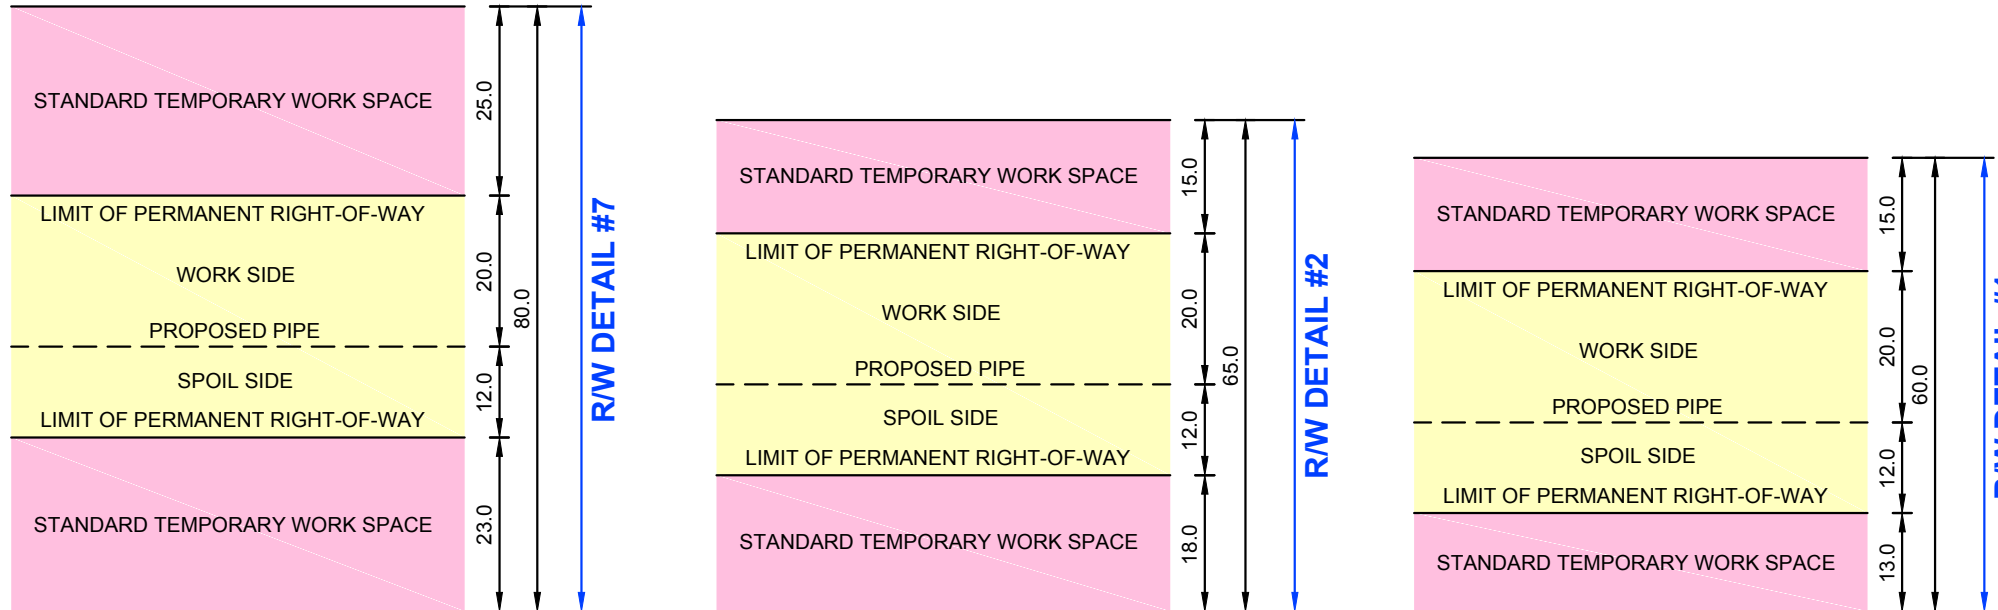 STANDARD TEMPORARY WORK SPACE
LIMIT OF PERMANENT RIGHT-OF-WAY
WORK SIDE
PROPOSED PIPE
SPOIL SIDE
LIMIT OF PERMANENT RIGHT-OF-WAY
STANDARD TEMPORARY WORK SPACE
25.0
20.0
12.0
23.0
80.0
R/W DETAIL #7
STANDARD TEMPORARY WORK SPACE
LIMIT OF PERMANENT RIGHT-OF-WAY
WORK SIDE
PROPOSED PIPE
SPOIL SIDE
LIMIT OF PERMANENT RIGHT-OF-WAY
STANDARD TEMPORARY WORK SPACE
15.0
20.0
12.0
18.0
65.0
R/W DETAIL #2
STANDARD TEMPORARY WORK SPACE
LIMIT OF PERMANENT RIGHT-OF-WAY
WORK SIDE
PROPOSED PIPE
SPOIL SIDE
LIMIT OF PERMANENT RIGHT-OF-WAY
STANDARD TEMPORARY WORK SPACE
15.0
20.0
12.0
13.0
60.0
R/W DETAIL